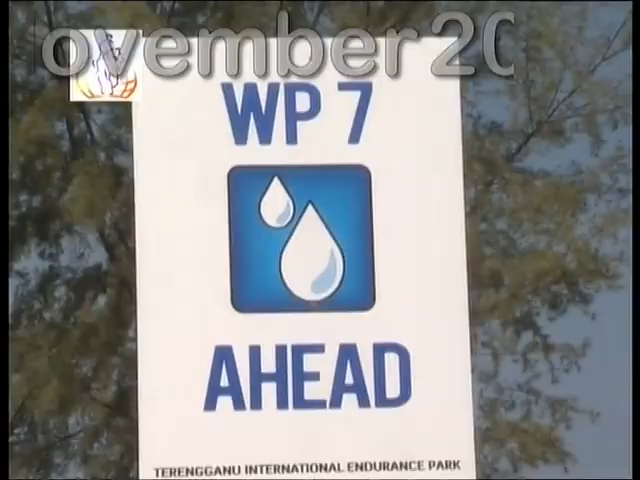 ovember 20
WP 7
AHEAD
TERENGGANU INTERNATIONAL ENDURANCE PARK